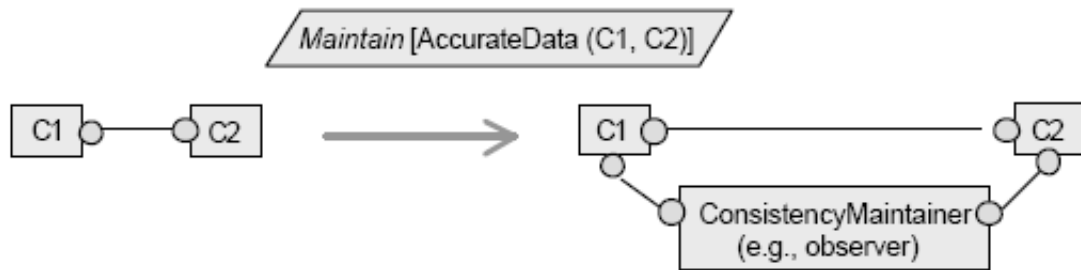 Maintain [AccurateData (C1, C2)]
C1
C2
C1
C2
ConsistencyMaintainer
(e.g., observer)